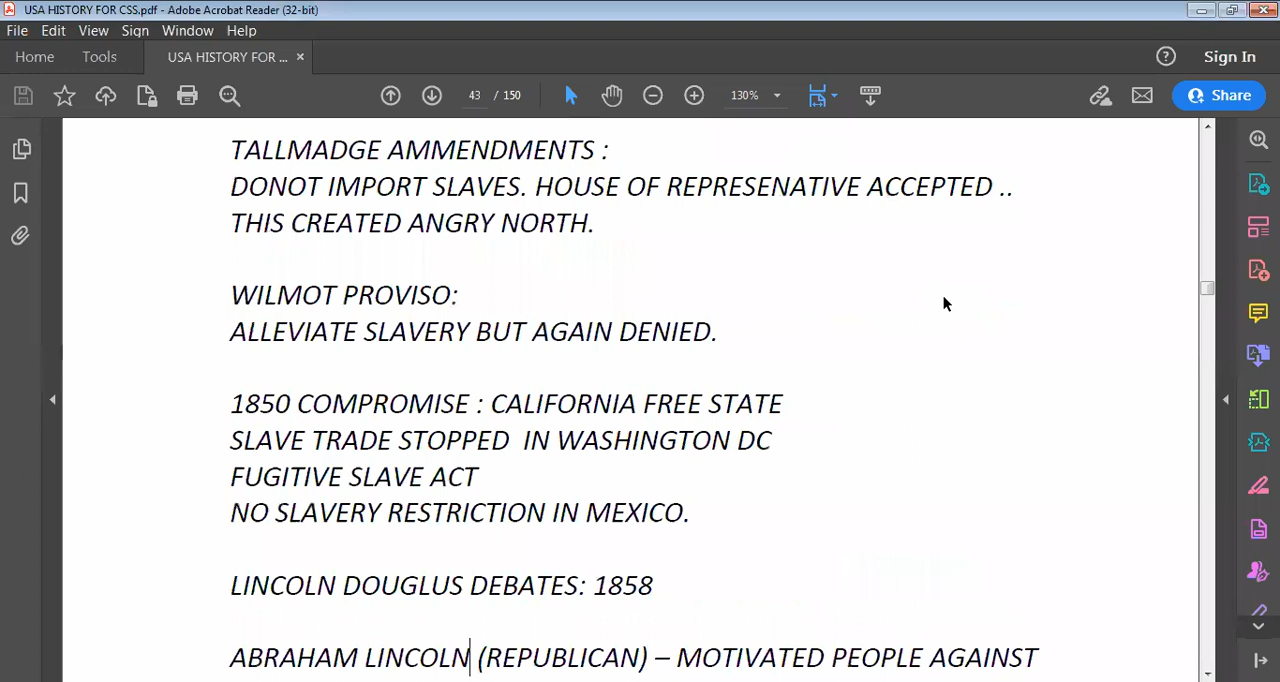 USA HISTORY FOR CSS.pdf - Adobe Acrobat Reader (32-bit)
File Edit View Sign Window Help
Home Tools USA HISTORY FOR ... × ? Sign In
43 / 150 130% Share
TALLMADGE AMMENDMENTS :
DONOT IMPORT SLAVES. HOUSE OF REPRESENATIVE ACCEPTED ..
THIS CREATED ANGRY NORTH.
WILMOT PROVISO:
ALLEVIATE SLAVERY BUT AGAIN DENIED.
1850 COMPROMISE : CALIFORNIA FREE STATE
SLAVE TRADE STOPPED IN WASHINGTON DC
FUGITIVE SLAVE ACT
NO SLAVERY RESTRICTION IN MEXICO.
LINCOLN DOUGLUS DEBATES: 1858
ABRAHAM LINCOLN (REPUBLICAN) – MOTIVATED PEOPLE AGAINST